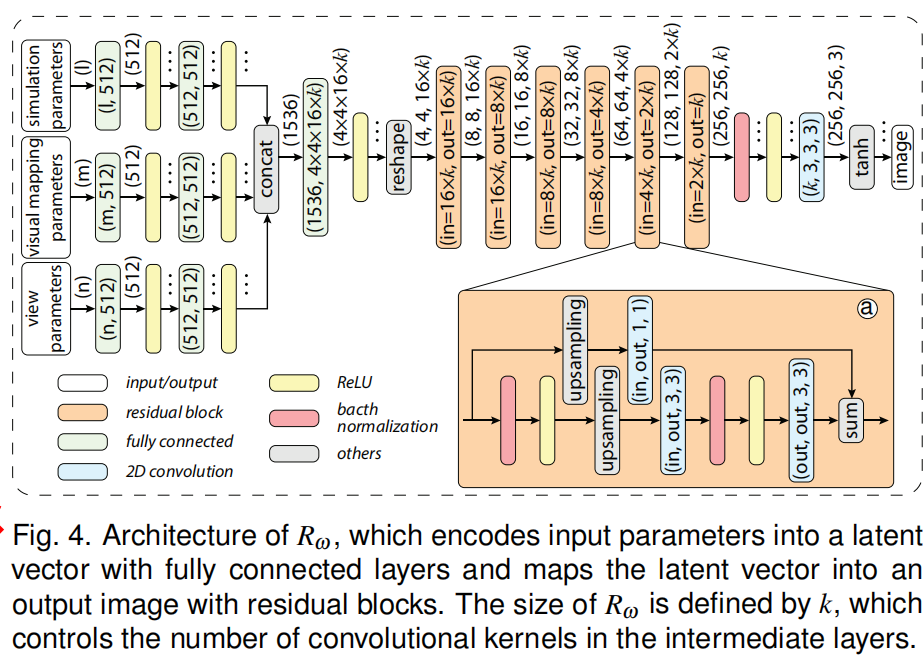 simulation
parameters
(l)
(l, 512)
(512)
(512, 512)
visual mapping
parameters
(m)
(m, 512)
(512)
(512, 512)
view
parameters
(n)
(n, 512)
(512)
(512, 512)
concat
(1536)
(1536, 4×4×16×k)
(4×4×16×k)
reshape
(4, 4, 16×k)
(in=16×k, out=16×k)
(8, 8, 16×k)
(in=16×k, out=8×k)
(16, 16, 8×k)
(in=8×k, out=8×k)
(32, 32, 8×k)
(in=8×k, out=4×k)
(64, 64, 4×k)
(in=4×k, out=2×k)
(128, 128, 2×k)
(in=2×k, out=k)
(256, 256, k)
(k, 3, 3, 3)
(256, 256, 3)
tanh
image
input/output
residual block
fully connected
2D convolution
ReLU
bacth
normalization
others
a
upsampling
(in, out, 1, 1)
upsampling
(in, out, 3, 3)
(out, out, 3, 3)
sum
Fig. 4. Architecture of Rω, which encodes input parameters into a latent
vector with fully connected layers and maps the latent vector into an
output image with residual blocks. The size of Rω is defined by k, which
controls the number of convolutional kernels in the intermediate layers.